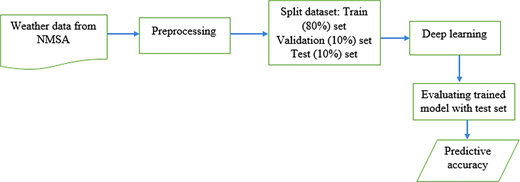 Weather data from
NMSA
Preprocessing
Split dataset: Train
(80%) set
Validation (10%) set
Test (10%) set
Deep learning
Evaluating trained
model with test set
Predictive
accuracy